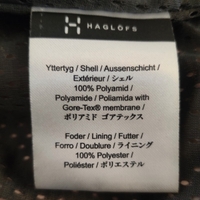 HAGLÖFS
Yttertyg / Shell / Aussenschicht /
Extérieur / シェル
100% Polyamid /
Polyamide / Poliamida with
Gore-Tex® membrane /
ポリアミド ゴアテックス
Foder / Lining / Futter /
Forro / Doublure / ライニング
100% Polyester /
Poliéster / ポリエステル